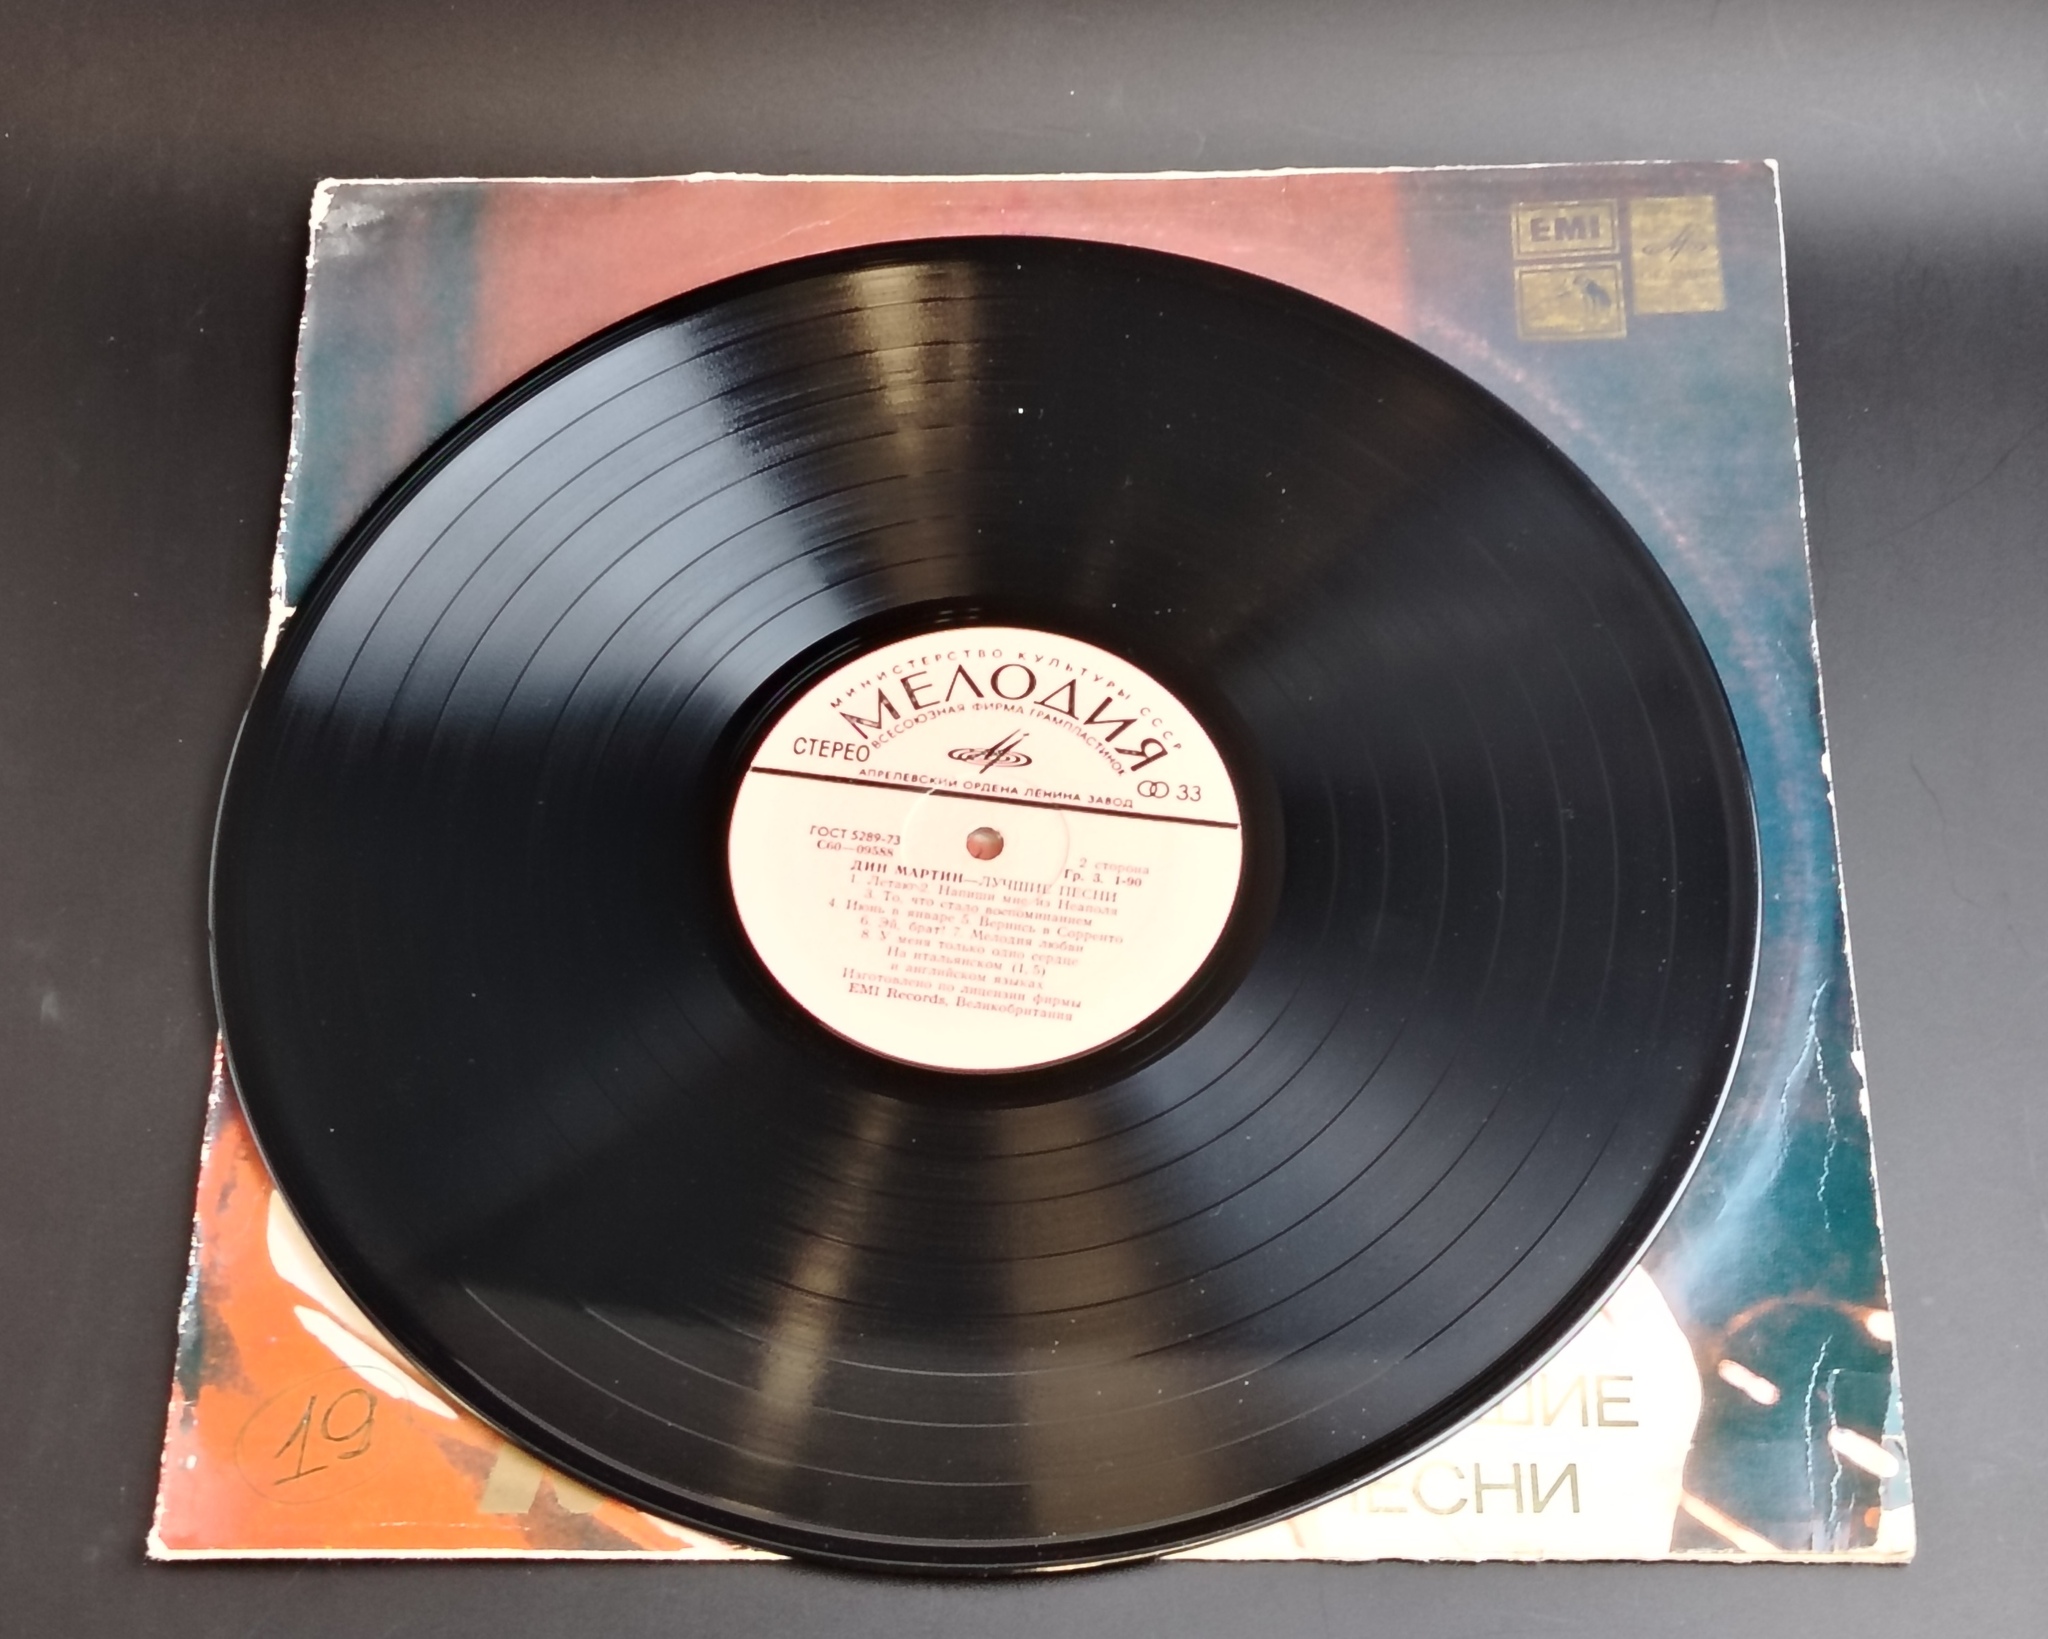 EMI
МИНИСТЕРСТВО КУЛЬТУРЫ СССР
МЕЛОДИЯ
ВСЕСОЮЗНАЯ ФИРМА ГРАМПЛАСТИНОК
СТЕРЕО
33
АПРЕЛЕВСКИЙ ОРДЕНА ЛЕНИНА ЗАВОД
ГОСТ 5289-73
С60—09588
2 сторона
Гр. 3. 1-90
ДИН МАРТИН—ЛУЧШИЕ ПЕСНИ
1. Летаю 2. Напиши мне из Неаполя
3. То, что стало воспоминанием
4. Июнь в январе 5. Вернись в Сорренто
6. Эй, брат! 7. Мелодия любви
8. У меня только одно сердце
На итальянском (1, 5)
и английском языках
Изготовлено по лицензии фирмы
EMI Records, Великобритания
19
ШИЕ
ЕСНИ